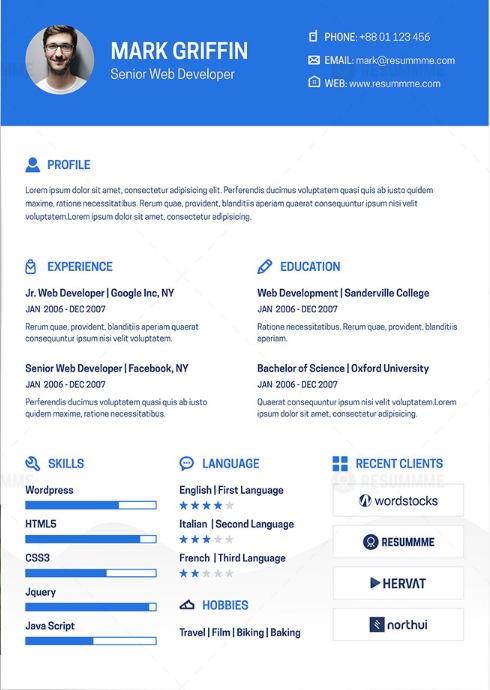 MARK GRIFFIN
Senior Web Developer
PHONE: +88 01 123 456
EMAIL: mark@resummme.com
WEB: www.resummme.com
PROFILE
Lorem ipsum dolor sit amet, consectetur adipisicing elit. Perferendis ducimus voluptatem quasi quis ab quidem
maxime, ratione necessitatibus. Rerum quae, provident, blanditiis aperiam quaerat consequuntur ipsum nisi velit
voluptatem.Lorem ipsum dolor sit amet, consectetur adipisicing.
EXPERIENCE
Jr. Web Developer | Google Inc, NY
JAN 2006 - DEC 2007
Rerum quae, provident, blanditiis aperiam quaerat
consequuntur ipsum nisi velit voluptatem.
Senior Web Developer | Facebook, NY
JAN 2006 - DEC 2007
Perferendis ducimus voluptatem quasi quis ab iusto
quidem maxime, ratione necessitatibus.
EDUCATION
Web Development | Sanderville College
JAN 2006 - DEC 2007
Ratione necessitatibus. Rerum quae, provident, blanditiis
aperiam.
Bachelor of Science | Oxford University
JAN 2006 - DEC 2007
Quaerat consequuntur ipsum nisi velit voluptatem.Lorem
ipsum dolor sit amet, consectetur adipisicing.
SKILLS
Wordpress
HTML5
CSS3
Jquery
Java Script
LANGUAGE
English | First Language
Italian | Second Language
French | Third Language
HOBBIES
Travel | Film | Biking | Baking
RECENT CLIENTS
RESUMMME
wordstocks
RESUMMME
HERVAT
northui